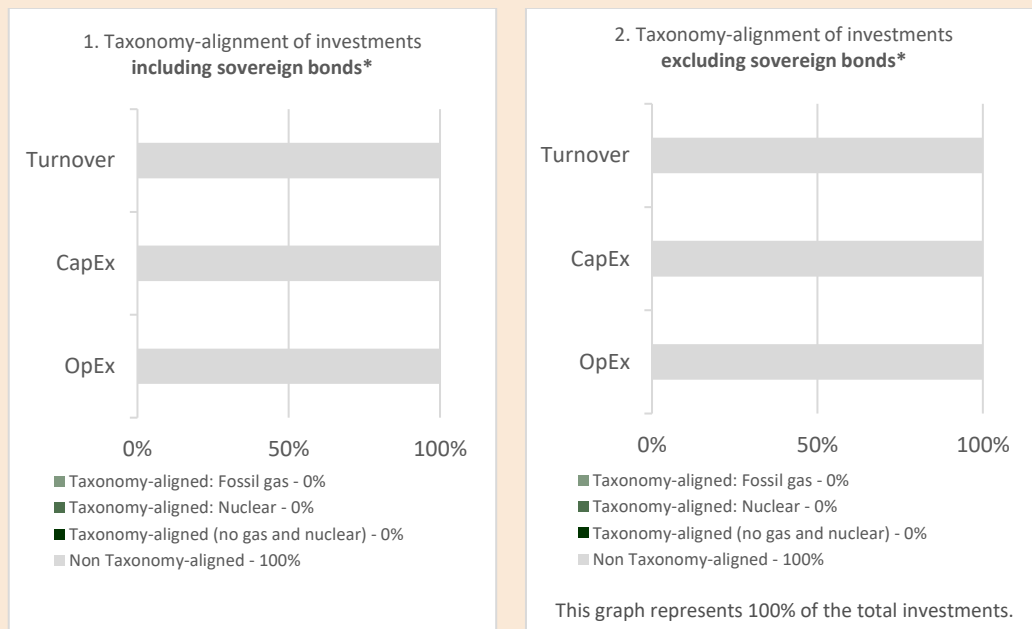 1. Taxonomy-alignment of investments
including sovereign bonds*
Turnover
CapEx
OpEx
0% 50% 100%
Taxonomy-aligned: Fossil gas - 0%
Taxonomy-aligned: Nuclear - 0%
Taxonomy-aligned (no gas and nuclear) - 0%
Non Taxonomy-aligned - 100%
2. Taxonomy-alignment of investments
excluding sovereign bonds*
Turnover
CapEx
OpEx
0% 50% 100%
Taxonomy-aligned: Fossil gas - 0%
Taxonomy-aligned: Nuclear - 0%
Taxonomy-aligned (no gas and nuclear) - 0%
Non Taxonomy-aligned - 100%
This graph represents 100% of the total investments.